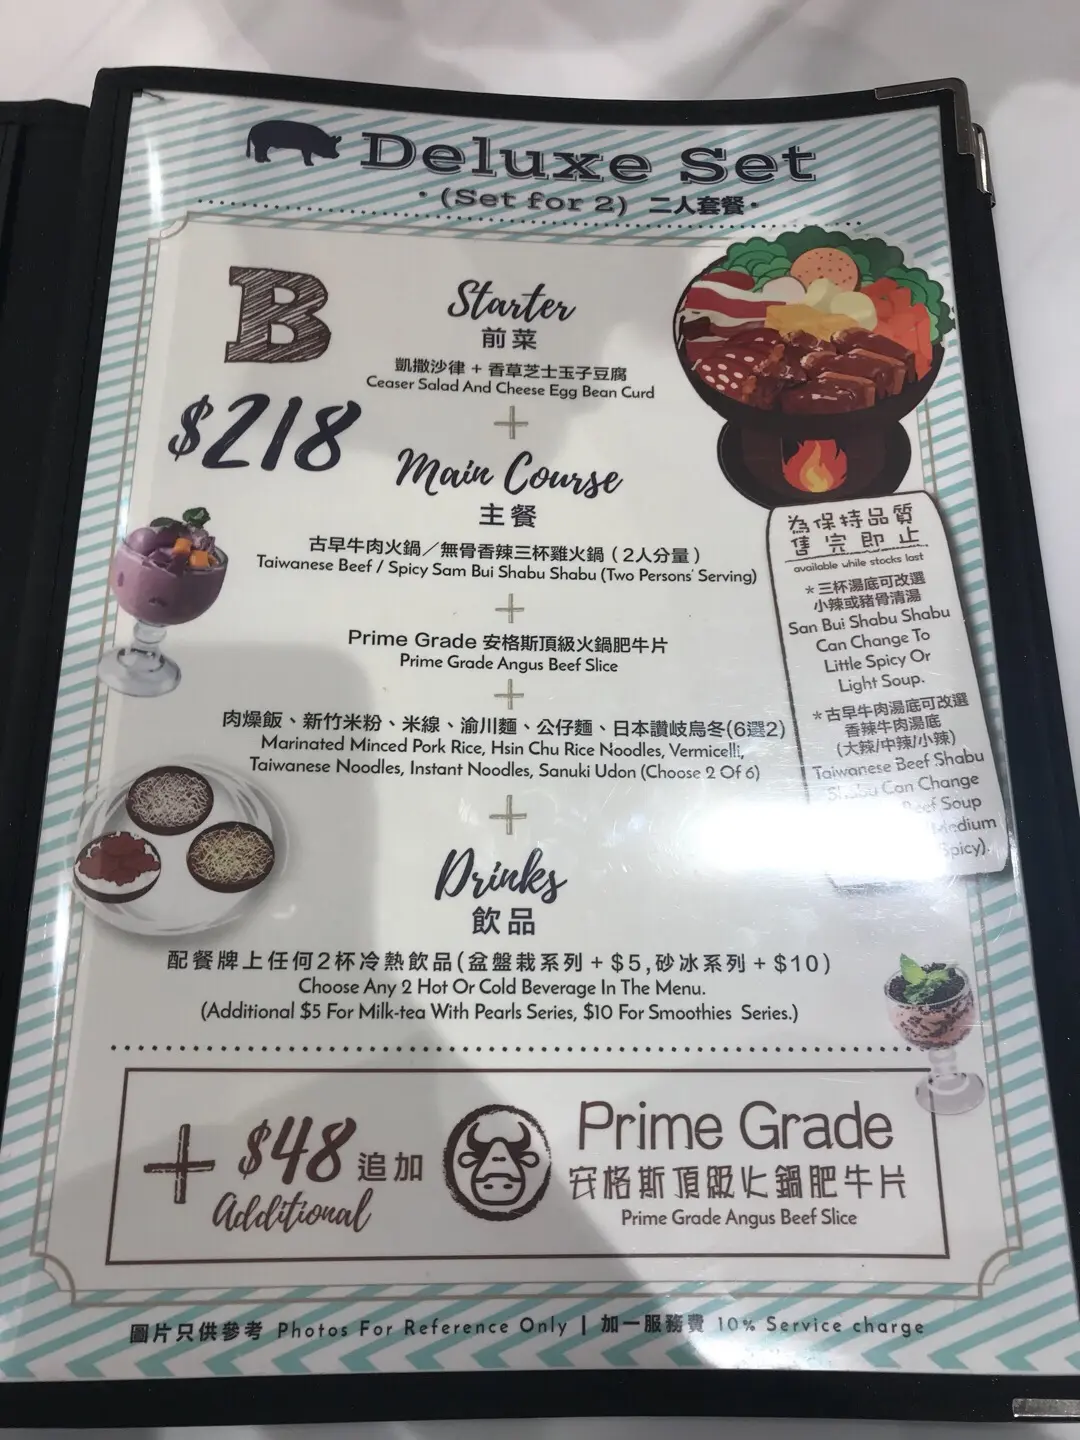 Deluxe Set
(Set for 2) 二人套餐
B
$218
Starter
前菜
凱撒沙律 + 香草芝士玉子豆腐
Ceaser Salad And Cheese Egg Bean Curd
+
Main Course
主餐
古早牛肉火鍋／無骨香辣三杯雞火鍋（2人分量）
Taiwanese Beef / Spicy Sam Bui Shabu Shabu (Two Persons' Serving)
+
Prime Grade 安格斯頂級火鍋肥牛片
Prime Grade Angus Beef Slice
+
肉燥飯、新竹米粉、米線、渝川麵、公仔麵、日本讚岐烏冬(6選2)
Marinated Minced Pork Rice, Hsin Chu Rice Noodles, Vermicelli,
Taiwanese Noodles, Instant Noodles, Sanuki Udon (Choose 2 Of 6)
+
Drinks
飲品
配餐牌上任何2杯冷熱飲品(盆盤栽系列 + $5,砂冰系列 + $10)
Choose Any 2 Hot Or Cold Beverage In The Menu.
(Additional $5 For Milk-tea With Pearls Series, $10 For Smoothies Series.)
為保持品質
售完即止
available while stocks last
*三杯湯底可改選
小辣或豬骨清湯
San Bui Shabu Shabu
Can Change To
Little Spicy Or
Light Soup.
*古早牛肉湯底可改選
香辣牛肉湯底
(大辣/中辣/小辣)
Taiwanese Beef Shabu
Shabu Can Change
Beef Soup
Medium
Spicy).
+ $48 追加
Additional
Prime Grade
安格斯頂級火鍋肥牛片
Prime Grade Angus Beef Slice
圖片只供參考 Photos For Reference Only | 加一服務費 10% Service charge